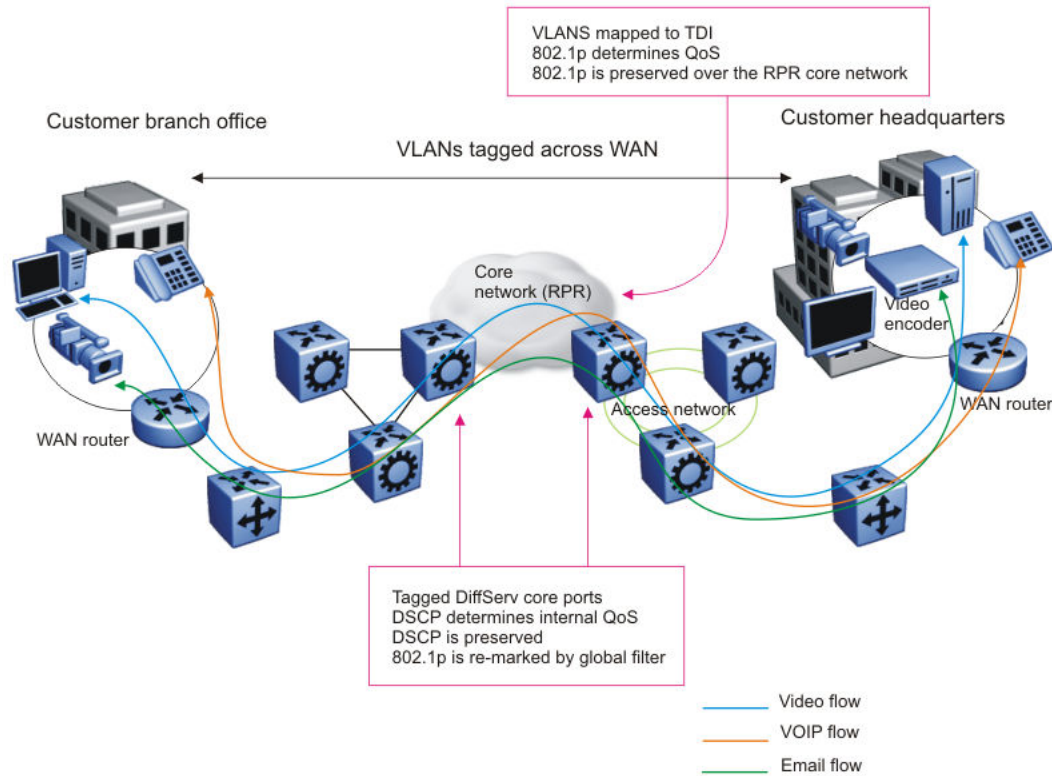 VLANS mapped to TDI
802.1p determines QoS
802.1p is preserved over the RPR core network
Customer branch office
Customer headquarters
VLANs tagged across WAN
Core
network (RPR)
Video
encoder
Access network
WAN router
WAN router
Tagged DiffServ core ports
DSCP determines internal QoS
DSCP is preserved
802.1p is re-marked by global filter
Video flow
VOIP flow
Email flow